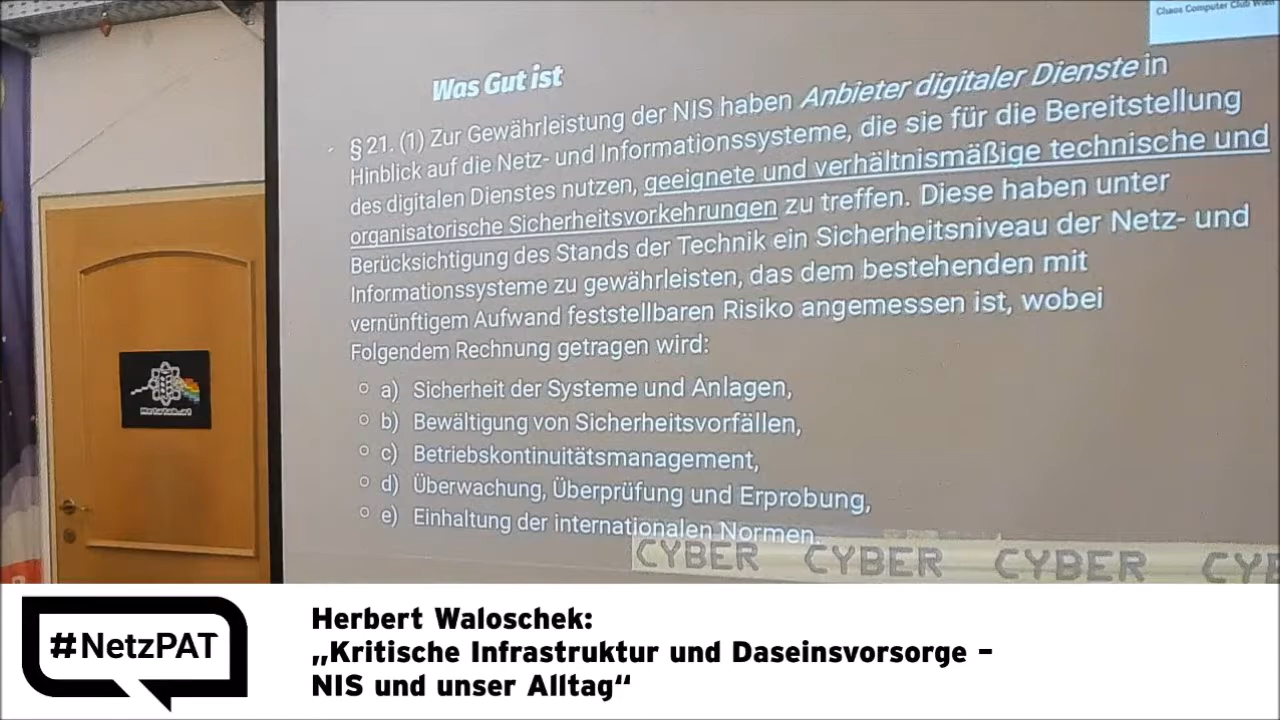 Chaos Computer Club Wien
Was Gut ist
§ 21. (1) Zur Gewährleistung der NIS haben Anbieter digitaler Dienste in
Hinblick auf die Netz- und Informationssysteme, die sie für die Bereitstellung
des digitalen Dienstes nutzen, geeignete und verhältnismäßige technische und
organisatorische Sicherheitsvorkehrungen zu treffen. Diese haben unter
Berücksichtigung des Stands der Technik ein Sicherheitsniveau der Netz- und
Informationssysteme zu gewährleisten, das dem bestehenden mit
vernünftigem Aufwand feststellbaren Risiko angemessen ist, wobei
Folgendem Rechnung getragen wird:
a) Sicherheit der Systeme und Anlagen,
b) Bewältigung von Sicherheitsvorfällen,
c) Betriebskontinuitätsmanagement,
d) Überwachung, Überprüfung und Erprobung,
e) Einhaltung der internationalen Normen.
CYBER CYBER CYBER CY
Metalab.at
#NetzPAT
Herbert Waloschek:
„Kritische Infrastruktur und Daseinsvorsorge –
NIS und unser Alltag“